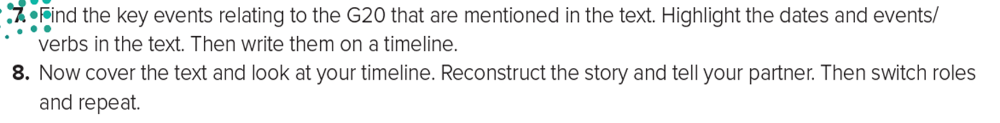 7. Find the key events relating to the G20 that are mentioned in the text. Highlight the dates and events/
verbs in the text. Then write them on a timeline.
8. Now cover the text and look at your timeline. Reconstruct the story and tell your partner. Then switch roles
and repeat.